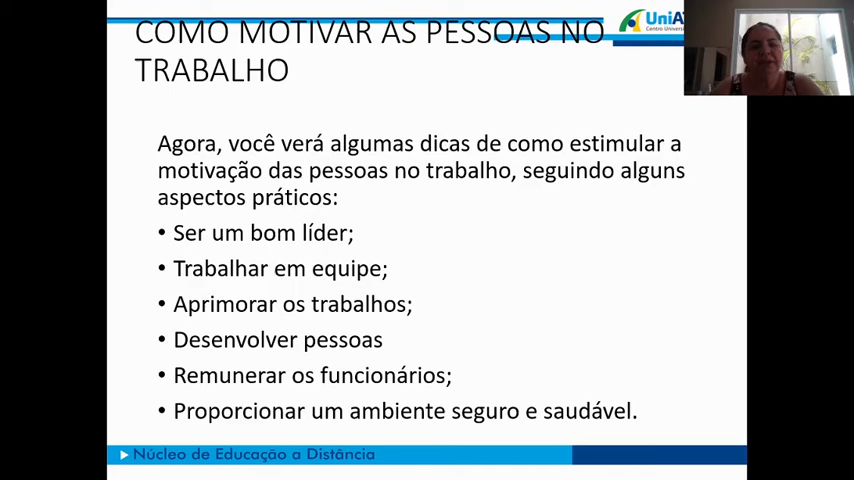 COMO MOTIVAR AS PESSOAS NO
TRABALHO
Agora, você verá algumas dicas de como estimular a
motivação das pessoas no trabalho, seguindo alguns
aspectos práticos:
• Ser um bom líder;
• Trabalhar em equipe;
• Aprimorar os trabalhos;
• Desenvolver pessoas
• Remunerar os funcionários;
• Proporcionar um ambiente seguro e saudável.
Núcleo de Educação a Distância